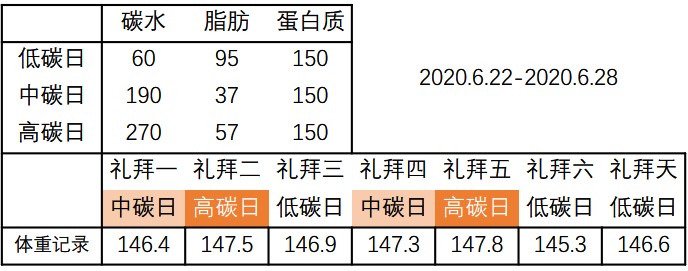 碳水 脂肪 蛋白质
低碳日 60 95 150
中碳日 190 37 150
高碳日 270 57 150
2020.6.22-2020.6.28
礼拜一 礼拜二 礼拜三 礼拜四 礼拜五 礼拜六 礼拜天
中碳日 高碳日 低碳日 中碳日 高碳日 低碳日 低碳日
体重记录 146.4 147.5 146.9 147.3 147.8 145.3 146.6